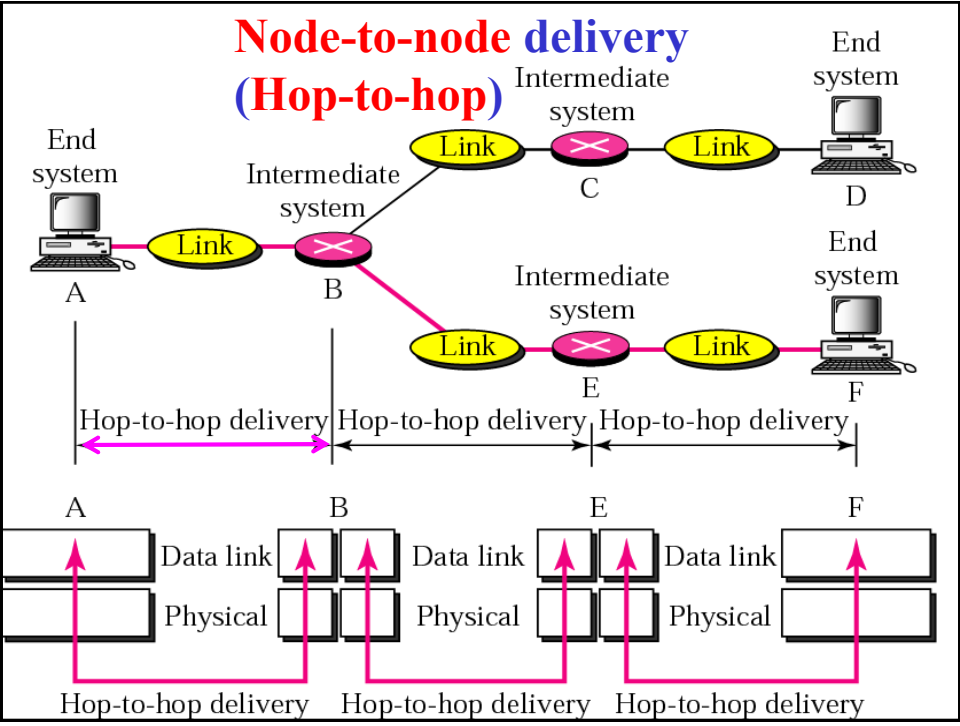 Node-to-node delivery
(Hop-to-hop)
End
system
Intermediate
system
Link
C
Link
D
End
system
A
Link
Intermediate
system
B
Intermediate
system
Link
E
Link
End
system
F
Hop-to-hop delivery
Hop-to-hop delivery
Hop-to-hop delivery
A
B
E
F
Data link
Data link
Data link
Physical
Physical
Physical
Hop-to-hop delivery
Hop-to-hop delivery
Hop-to-hop delivery